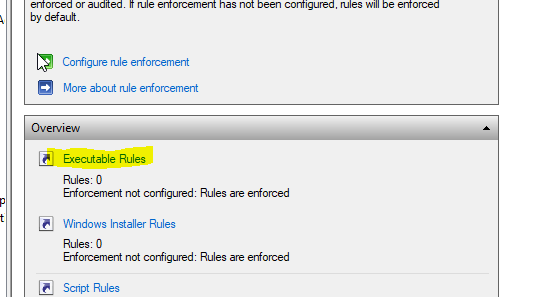 enforced or audited. If rule enforcement has not been configured, rules will be enforced
by default.
Configure rule enforcement
More about rule enforcement
Overview
Executable Rules
Rules: 0
Enforcement not configured: Rules are enforced
Windows Installer Rules
Rules: 0
Enforcement not configured: Rules are enforced
Script Rules